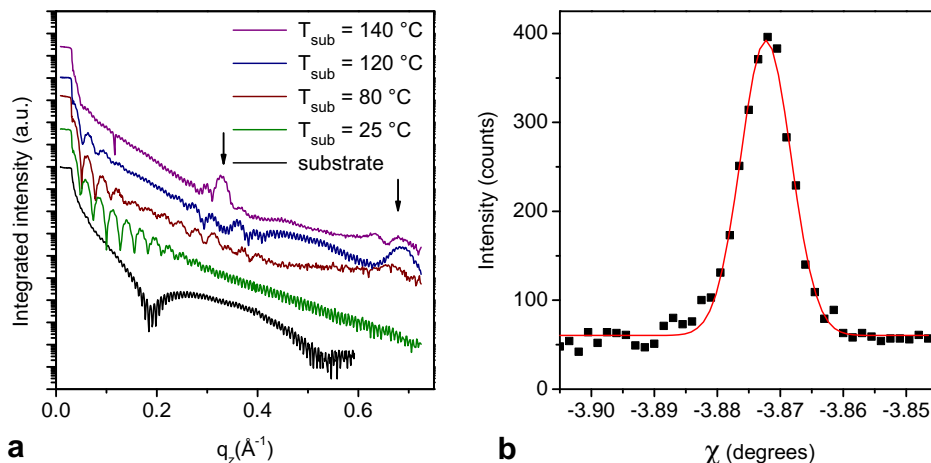 T_sub = 140 °C
T_sub = 120 °C
T_sub = 80 °C
T_sub = 25 °C
substrate
Integrated intensity (a.u.)
0.0 0.2 0.4 0.6
q_z(Å⁻¹)
a
400
300
200
100
0
Intensity (counts)
-3.90 -3.89 -3.88 -3.87 -3.86 -3.85
χ (degrees)
b